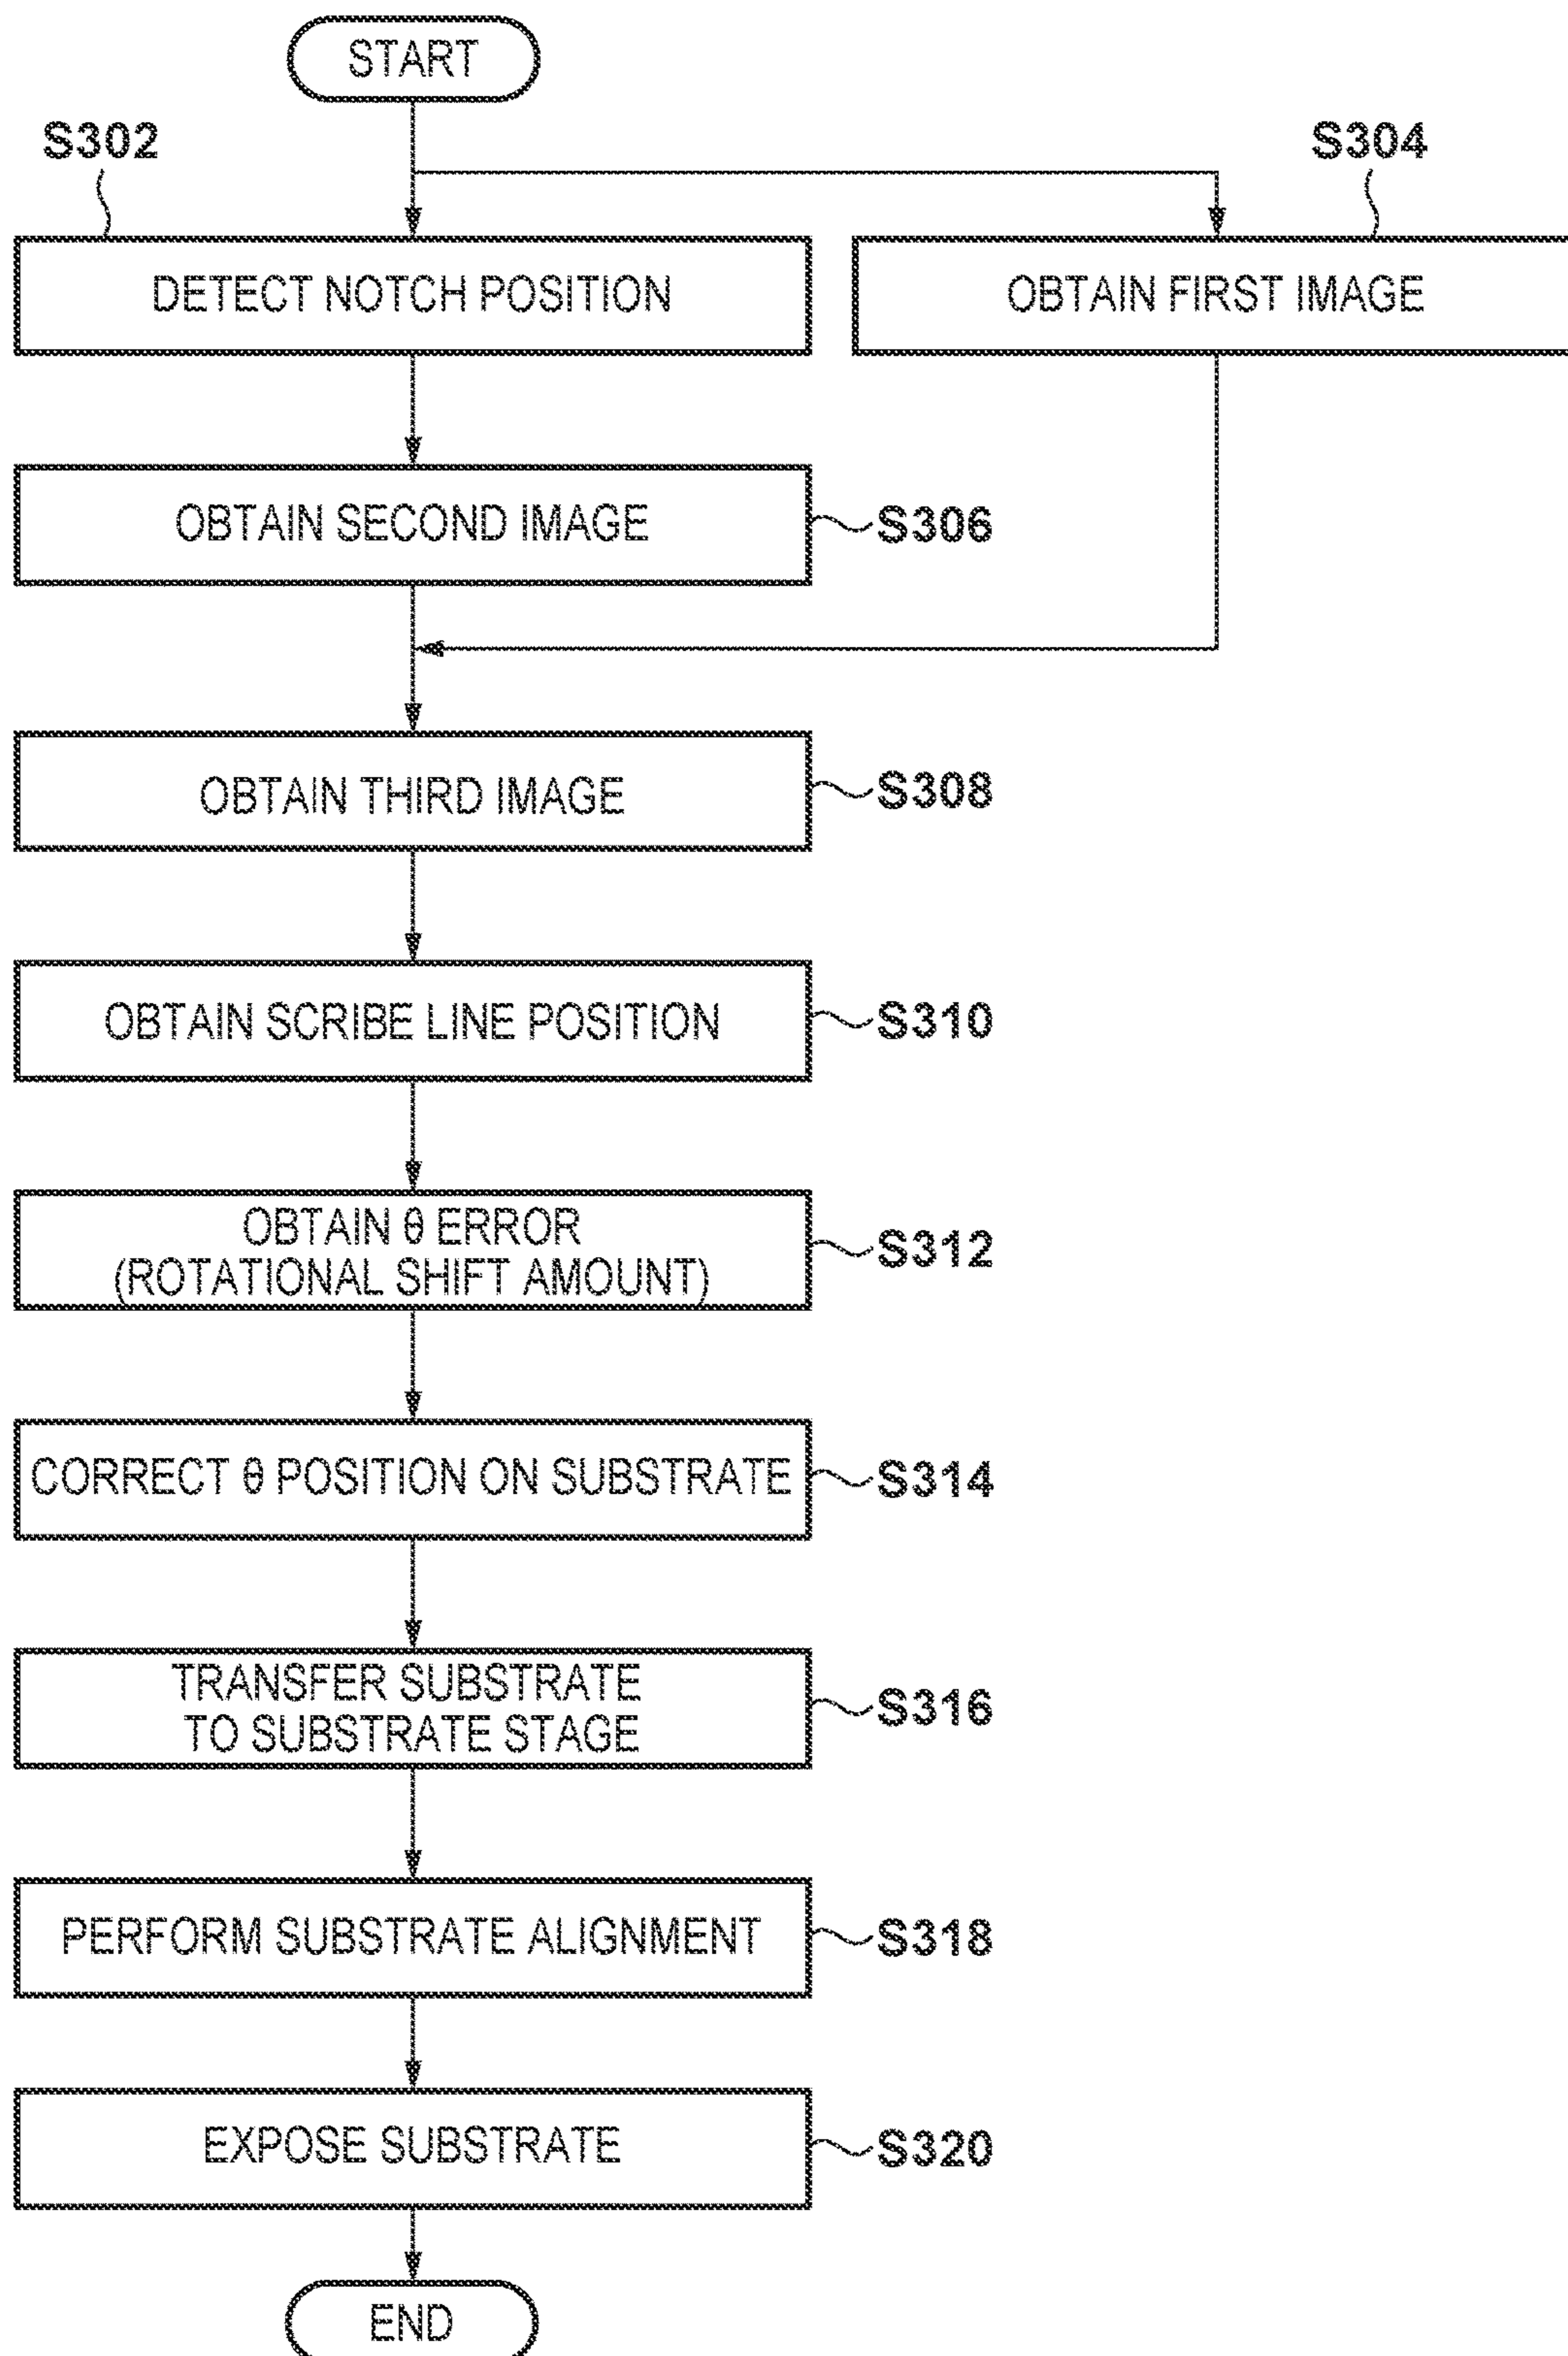 START
S302
S304
DETECT NOTCH POSITION
OBTAIN FIRST IMAGE
OBTAIN SECOND IMAGE
S306
OBTAIN THIRD IMAGE
S308
OBTAIN SCRIBE LINE POSITION
S310
OBTAIN θ ERROR
(ROTATIONAL SHIFT AMOUNT)
S312
CORRECT θ POSITION ON SUBSTRATE
S314
TRANSFER SUBSTRATE
TO SUBSTRATE STAGE
S316
PERFORM SUBSTRATE ALIGNMENT
S318
EXPOSE SUBSTRATE
S320
END